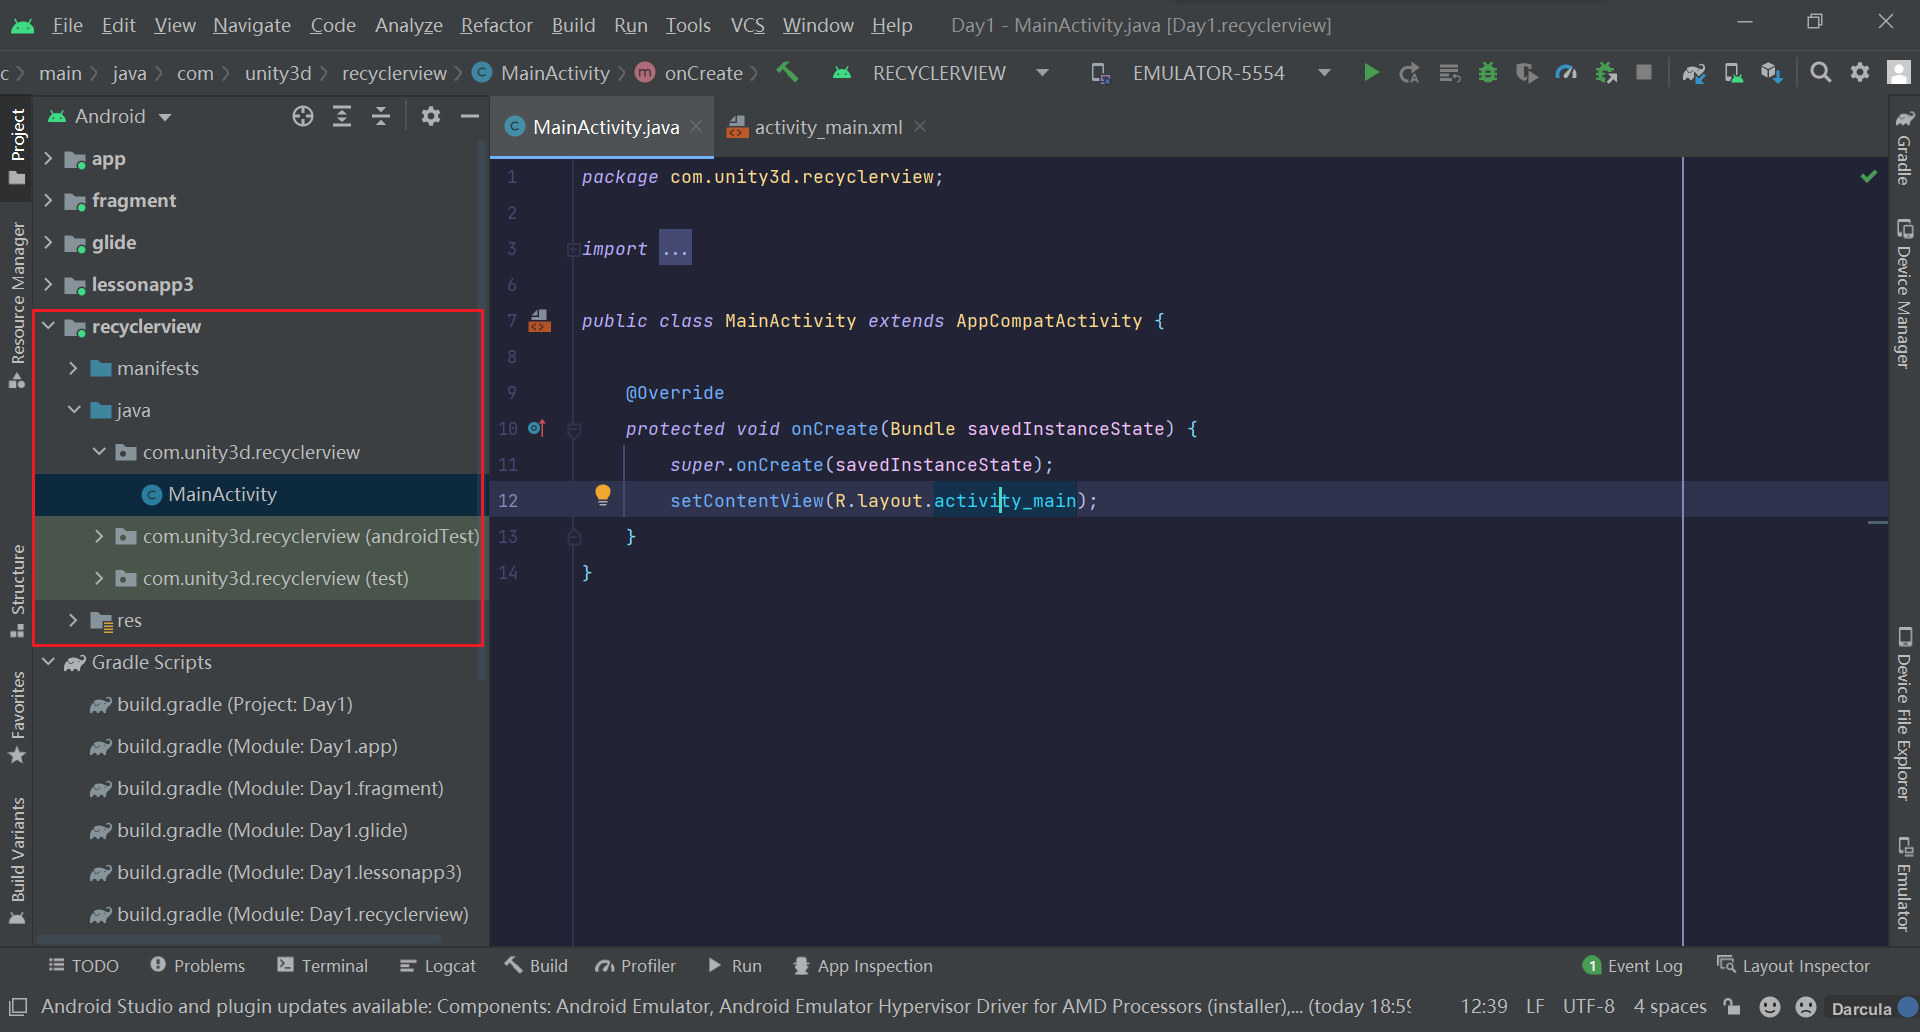 File Edit View Navigate Code Analyze Refactor Build Run Tools VCS Window Help Day1 - MainActivity.java [Day1.recyclerview]
c main java com unity3d recyclerview MainActivity onCreate RECYCLERVIEW EMULATOR-5554
Project
Resource Manager
Structure
Favorites
Build Variants
Android
app
fragment
glide
lessonapp3
recyclerview
manifests
java
com.unity3d.recyclerview
MainActivity
com.unity3d.recyclerview (androidTest)
com.unity3d.recyclerview (test)
res
Gradle Scripts
build.gradle (Project: Day1)
build.gradle (Module: Day1.app)
build.gradle (Module: Day1.fragment)
build.gradle (Module: Day1.glide)
build.gradle (Module: Day1.lessonapp3)
build.gradle (Module: Day1.recyclerview)
MainActivity.java activity_main.xml
1 package com.unity3d.recyclerview;
2
3 import ...
6
7 public class MainActivity extends AppCompatActivity {
8
9 @Override
10 protected void onCreate(Bundle savedInstanceState) {
11 super.onCreate(savedInstanceState);
12 setContentView(R.layout.activity_main);
13 }
14 }
Gradle
Device Manager
Device File Explorer
Emulator
TODO Problems Terminal Logcat Build Profiler Run App Inspection 1 Event Log Layout Inspector
Android Studio and plugin updates available: Components: Android Emulator, Android Emulator Hypervisor Driver for AMD Processors (installer),... (today 18:59 12:39 LF UTF-8 4 spaces Darcula